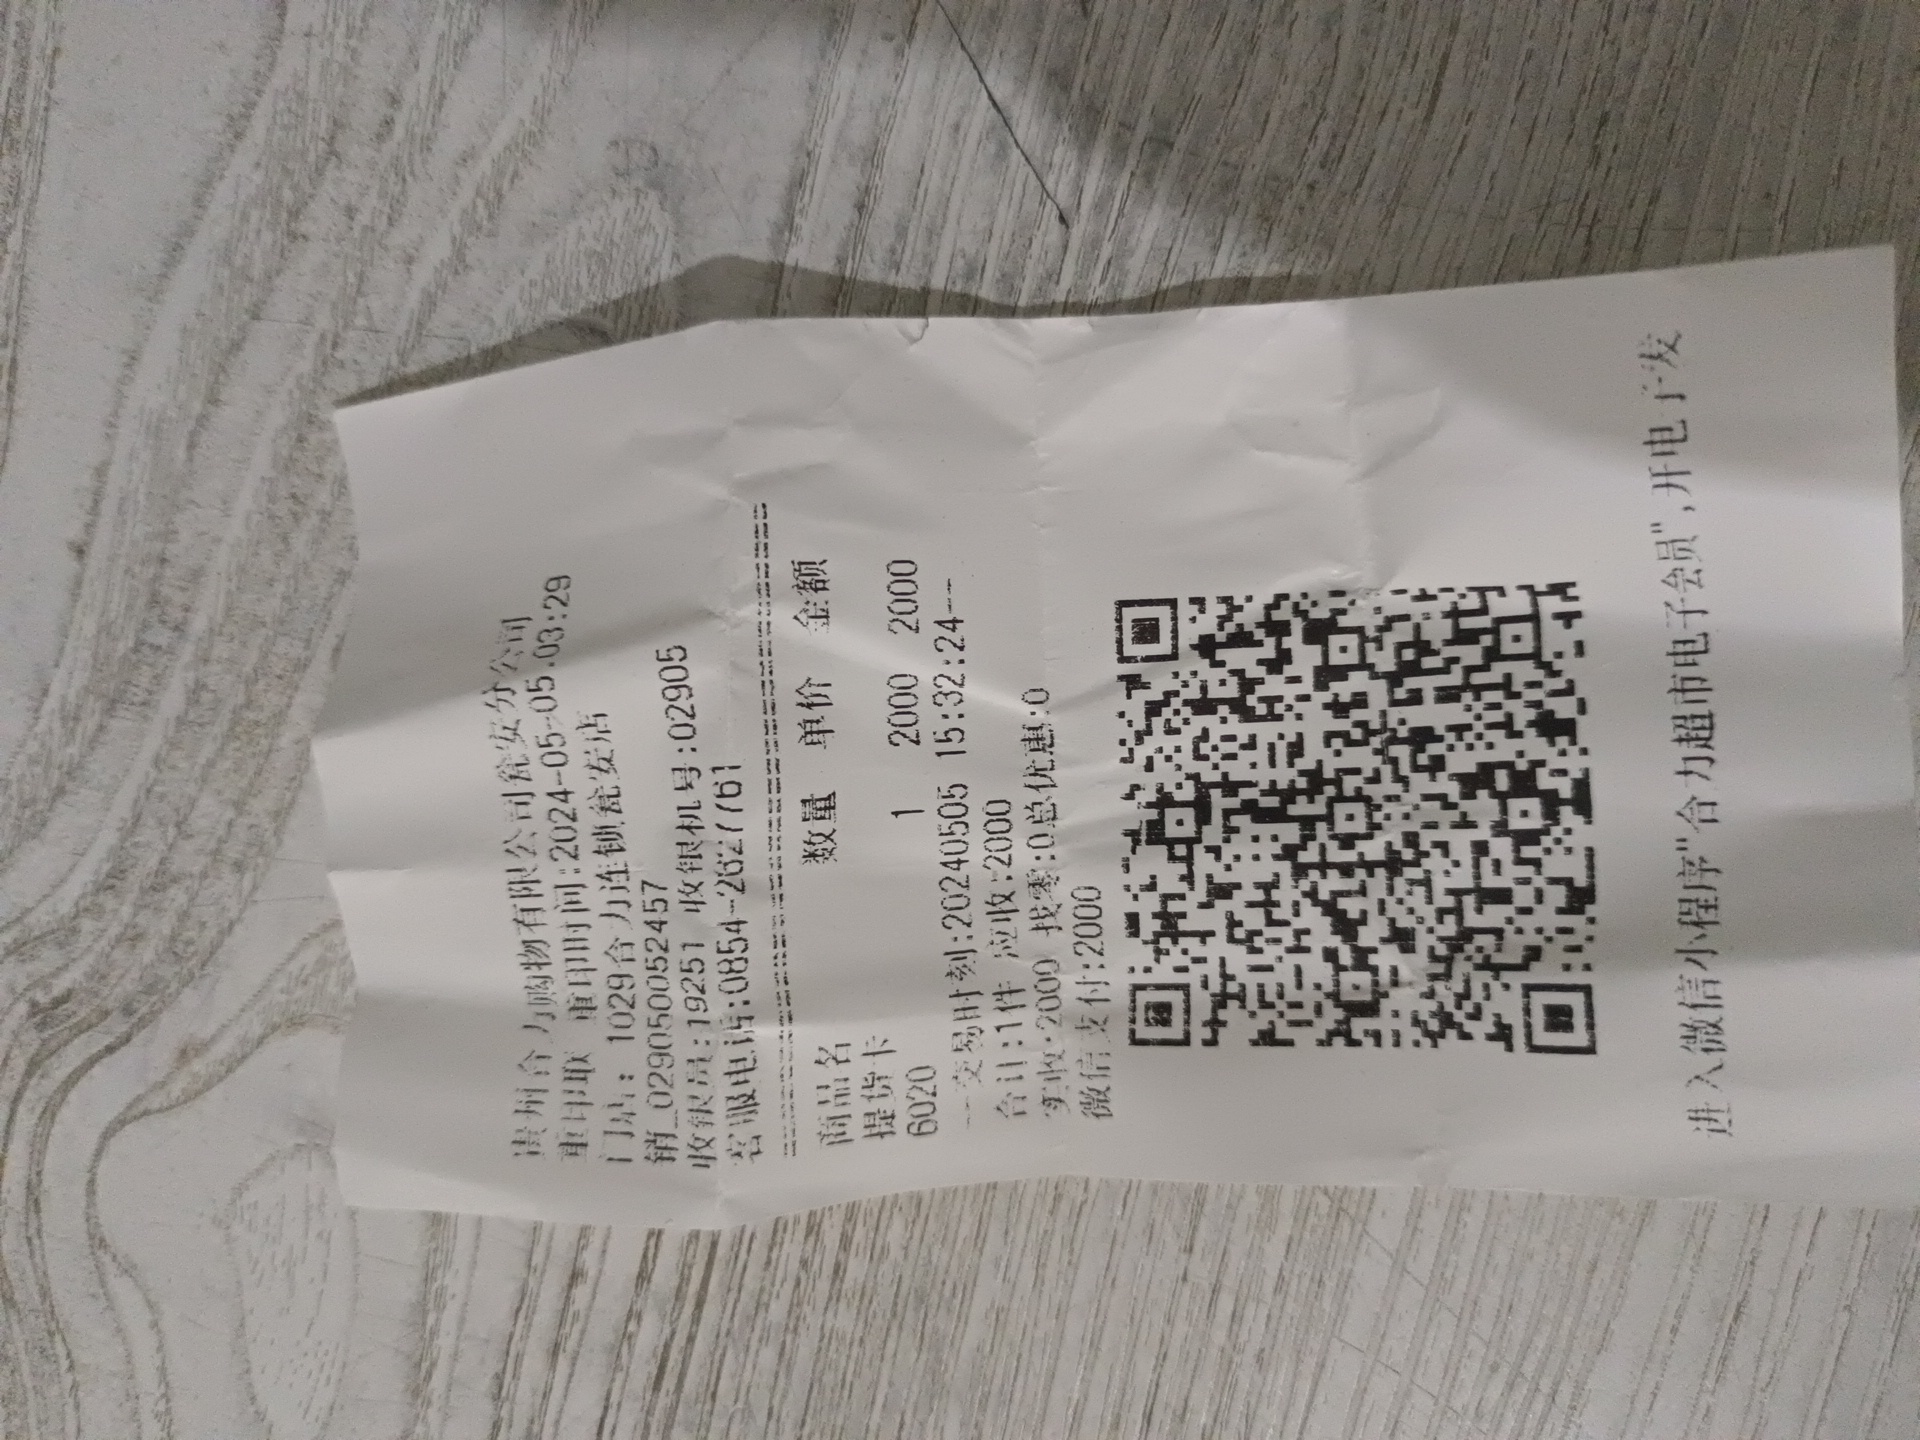 贵州合力购物有限公司瓮安分公司
重印联 重印时间:2024-05-05.03:29
门店: 1029合力连锁瓮安店
销_029050052457
收银员:19251 收银机号:02905
客服电话:0854-2627761
商品名 数量 单价 金额
提货卡
6020 1 2000 2000
--交易时刻:20240505 15:32:24--
合计:1件 应收:2000
实收:2000 找零:0总优惠:0
微信支付:2000
进入微信小程序"合力超市电子会员",开电子发